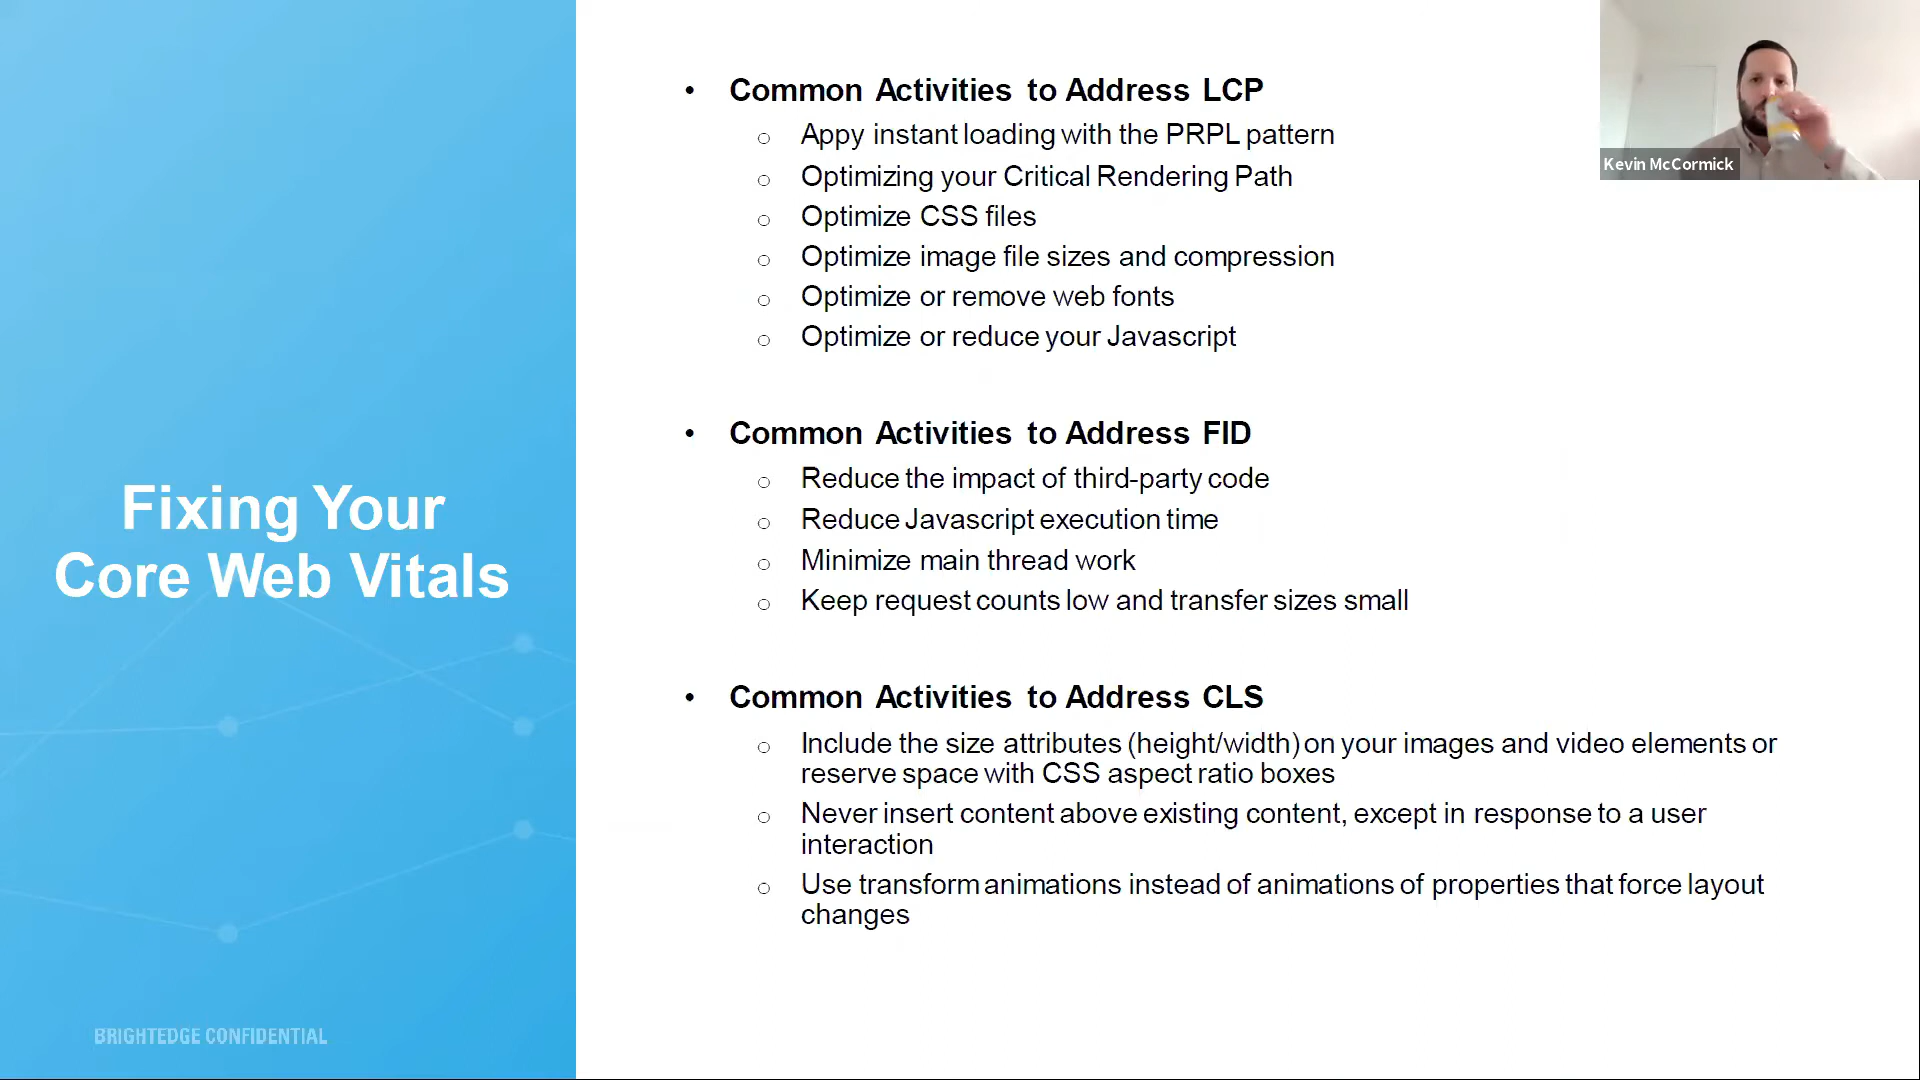 Fixing Your
Core Web Vitals
BRIGHTEDGE CONFIDENTIAL
• Common Activities to Address LCP
o Appy instant loading with the PRPL pattern
o Optimizing your Critical Rendering Path
o Optimize CSS files
o Optimize image file sizes and compression
o Optimize or remove web fonts
o Optimize or reduce your Javascript
• Common Activities to Address FID
o Reduce the impact of third-party code
o Reduce Javascript execution time
o Minimize main thread work
o Keep request counts low and transfer sizes small
• Common Activities to Address CLS
o Include the size attributes (height/width) on your images and video elements or
reserve space with CSS aspect ratio boxes
o Never insert content above existing content, except in response to a user
interaction
o Use transform animations instead of animations of properties that force layout
changes
Kevin McCormick